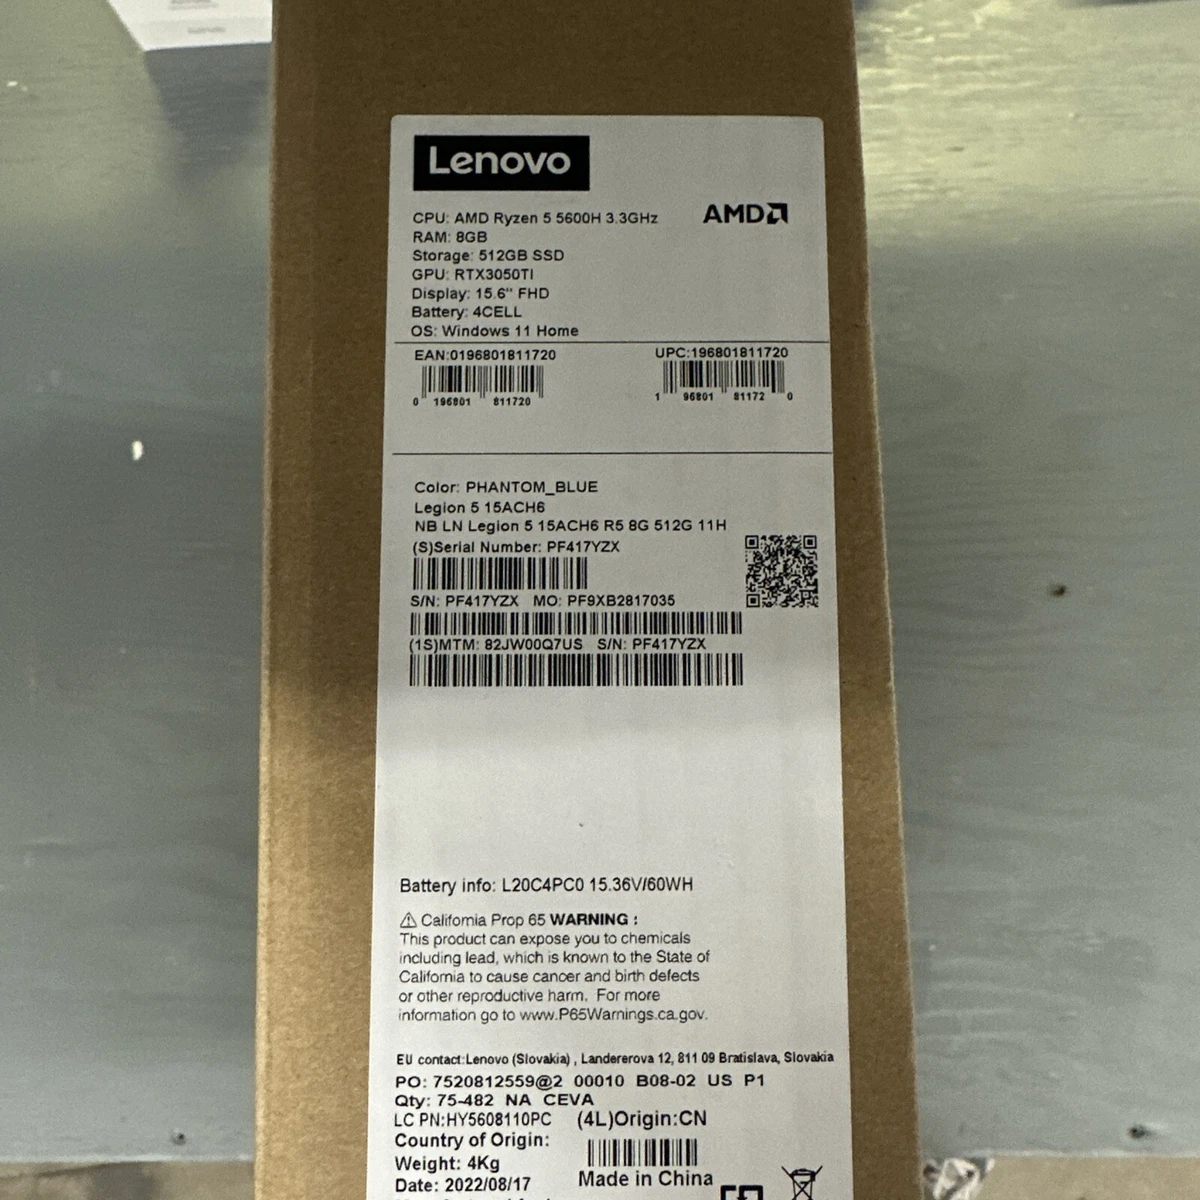 Lenovo
CPU: AMD Ryzen 5 5600H 3.3GHz
AMD
RAM: 8GB
Storage: 512GB SSD
GPU: RTX3050TI
Display: 15.6" FHD
Battery: 4CELL
OS: Windows 11 Home
EAN:0196801811720 UPC:196801811720
0 196801 811720 1 96801 81172 0
Color: PHANTOM_BLUE
Legion 5 15ACH6
NB LN Legion 5 15ACH6 R5 8G 512G 11H
(S)Serial Number: PF417YZX
S/N: PF417YZX MO: PF9XB2817035
(1S)MTM: 82JW00Q7US S/N: PF417YZX
Battery info: L20C4PC0 15.36V/60WH
⚠ California Prop 65 WARNING :
This product can expose you to chemicals
including lead, which is known to the State of
California to cause cancer and birth defects
or other reproductive harm. For more
information go to www.P65Warnings.ca.gov.
EU contact:Lenovo (Slovakia) , Landererova 12, 811 09 Bratislava, Slovakia
PO: 7520812559@2 00010 B08-02 US P1
Qty: 75-482 NA CEVA
LC PN:HY5608110PC (4L)Origin:CN
Country of Origin:
Weight: 4Kg
Date: 2022/08/17 Made in China